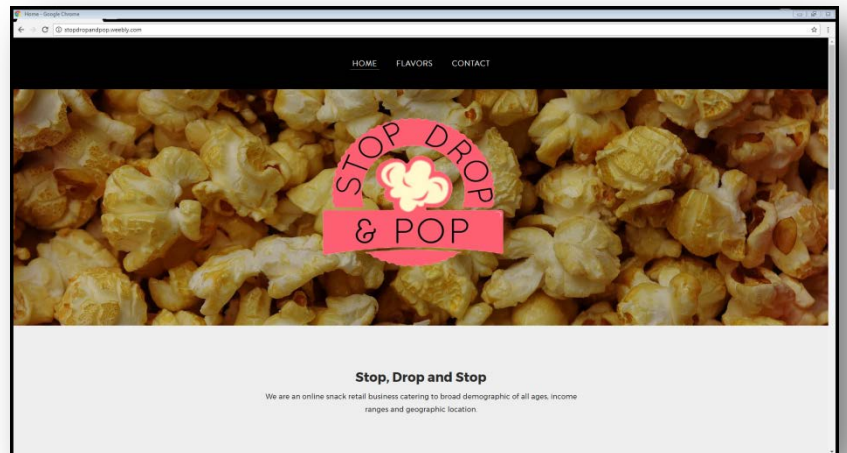 Home - Google Chrome
stopdropandpop.weebly.com
HOME FLAVORS CONTACT
STOP DROP
& POP
Stop, Drop and Stop
We are an online snack retail business catering to broad demographic of all ages, income
ranges and geographic location.